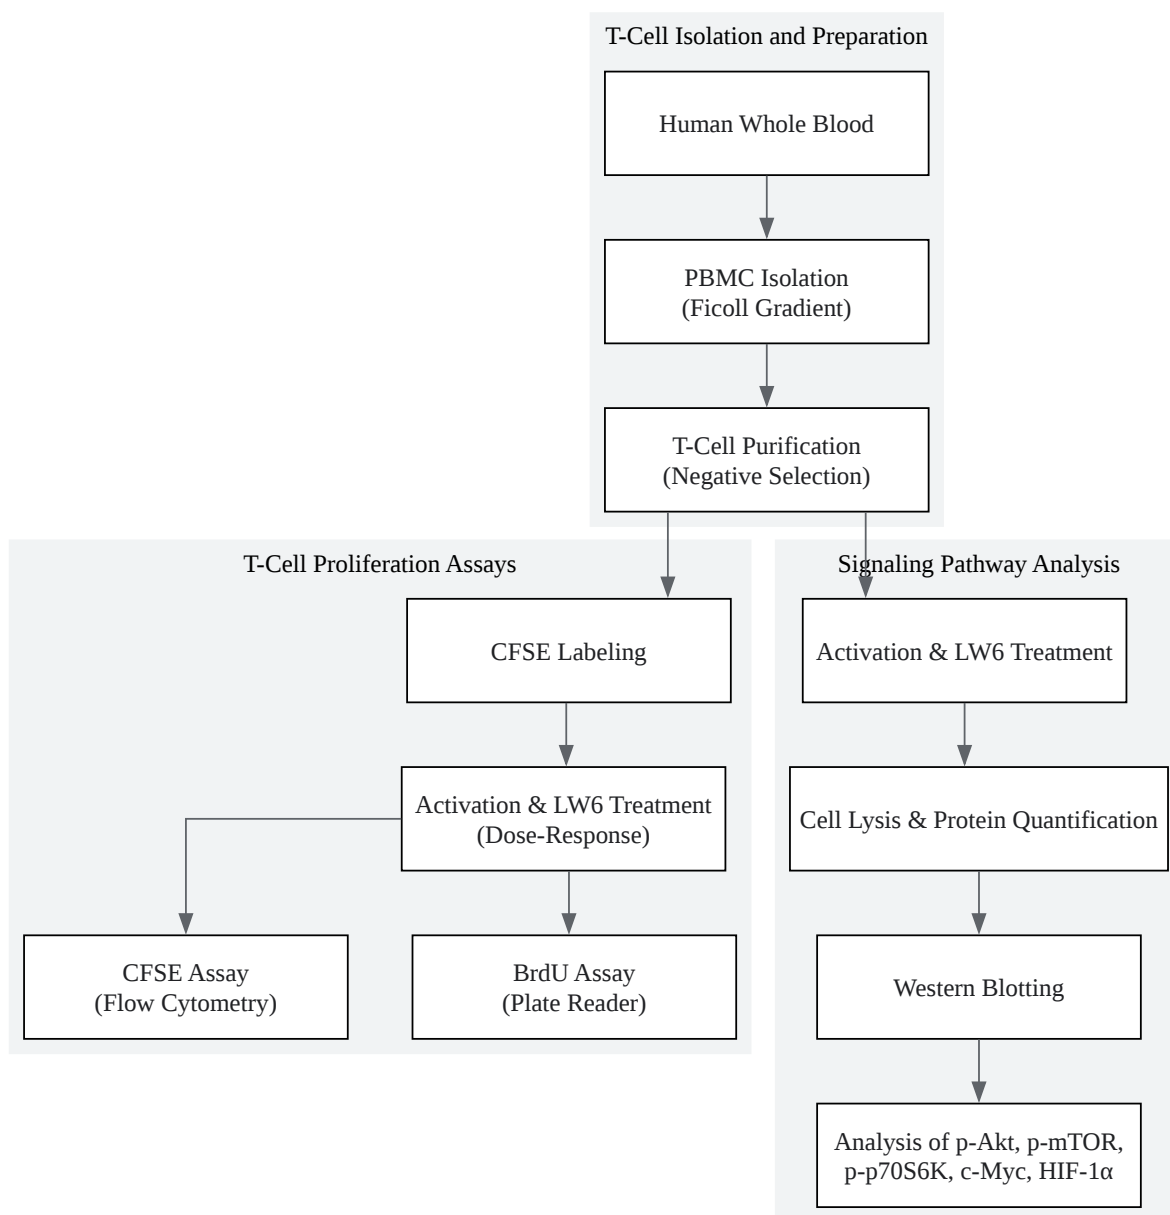 T-Cell Isolation and Preparation
Human Whole Blood
PBMC Isolation
(Ficoll Gradient)
T-Cell Purification
(Negative Selection)
T-Cell Proliferation Assays
CFSE Labeling
Activation & LW6 Treatment
(Dose-Response)
CFSE Assay
(Flow Cytometry)
BrdU Assay
(Plate Reader)
Signaling Pathway Analysis
Activation & LW6 Treatment
Cell Lysis & Protein Quantification
Western Blotting
Analysis of p-Akt, p-mTOR,
p-p70S6K, c-Myc, HIF-1α